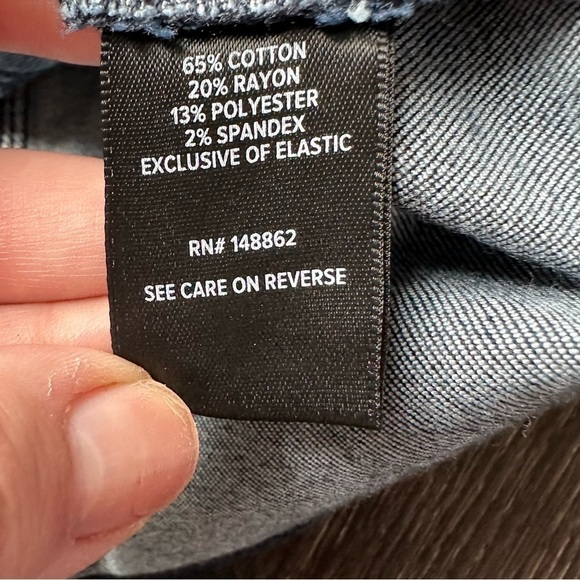 65% COTTON
20% RAYON
13% POLYESTER
2% SPANDEX
EXCLUSIVE OF ELASTIC
RN# 148862
SEE CARE ON REVERSE